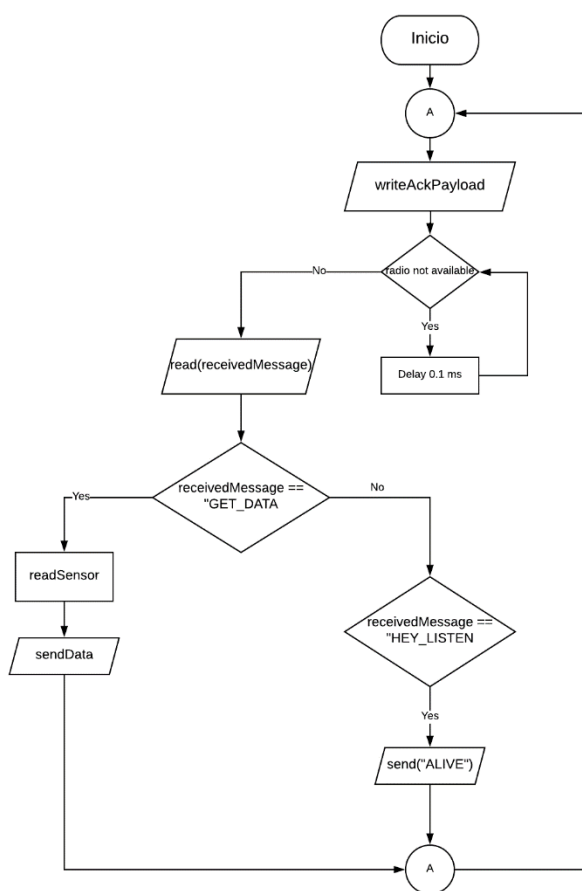 Inicio
A
writeAckPayload
radio not available
No
Yes
read(receivedMessage)
Delay 0.1 ms
receivedMessage ==
"GET_DATA
Yes
No
readSensor
receivedMessage ==
"HEY_LISTEN
sendData
Yes
send("ALIVE")
A